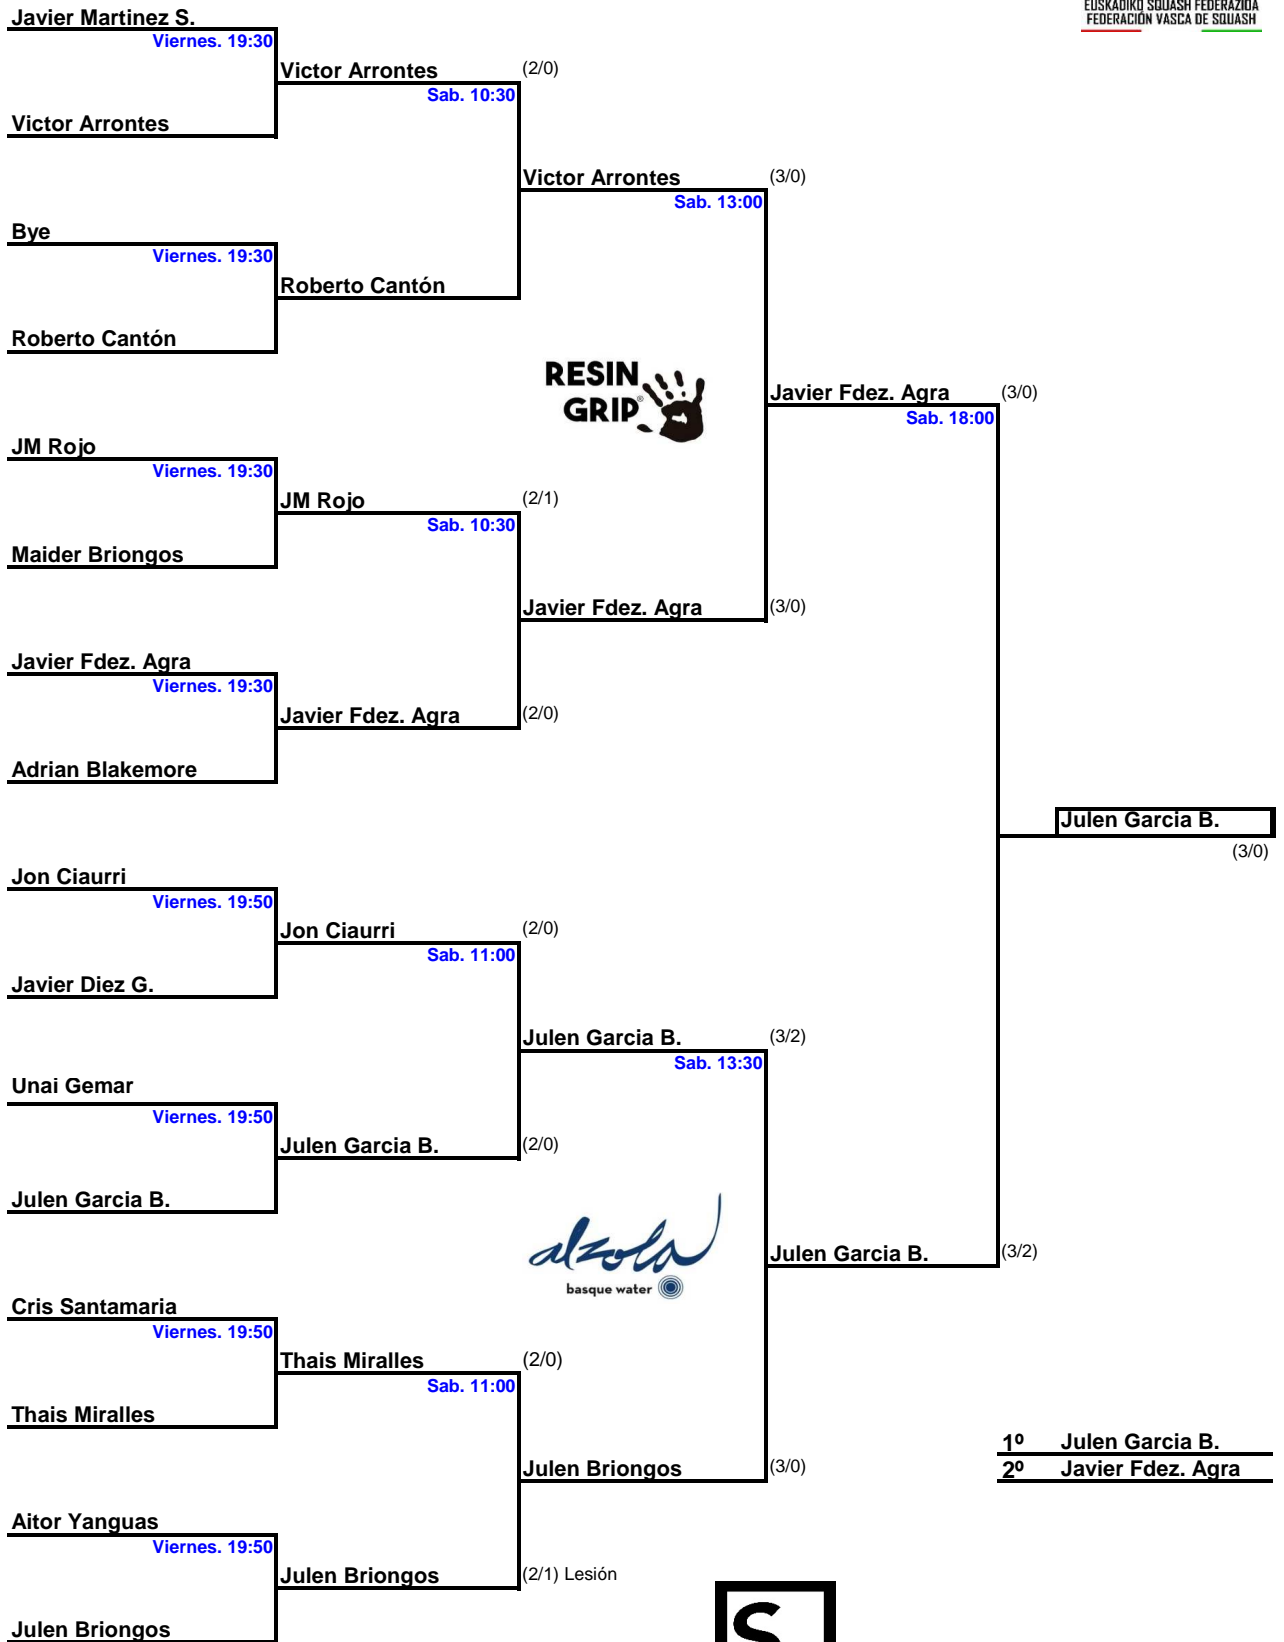 EUSKADIKO SQUASH FEDERAZIOA
FEDERACIÓN VASCA DE SQUASH
Javier Martinez S.
Viernes. 19:30
Victor Arrontes (2/0)
Sab. 10:30
Victor Arrontes
Victor Arrontes (3/0)
Sab. 13:00
Bye
Viernes. 19:30
Roberto Cantón
Roberto Cantón
RESIN
GRIP®
Javier Fdez. Agra (3/0)
Sab. 18:00
JM Rojo
Viernes. 19:30
JM Rojo (2/1)
Sab. 10:30
Maider Briongos
Javier Fdez. Agra (3/0)
Javier Fdez. Agra
Viernes. 19:30
Javier Fdez. Agra (2/0)
Adrian Blakemore
Julen Garcia B.
(3/0)
Jon Ciaurri
Viernes. 19:50
Jon Ciaurri (2/0)
Sab. 11:00
Javier Diez G.
Julen Garcia B. (3/2)
Sab. 13:30
Unai Gemar
Viernes. 19:50
Julen Garcia B. (2/0)
Julen Garcia B.
alzola
basque water
Julen Garcia B. (3/2)
Cris Santamaria
Viernes. 19:50
Thais Miralles (2/0)
Sab. 11:00
Thais Miralles
1º Julen Garcia B.
2º Javier Fdez. Agra
Julen Briongos (3/0)
Aitor Yanguas
Viernes. 19:50
Julen Briongos (2/1) Lesión
Julen Briongos
S